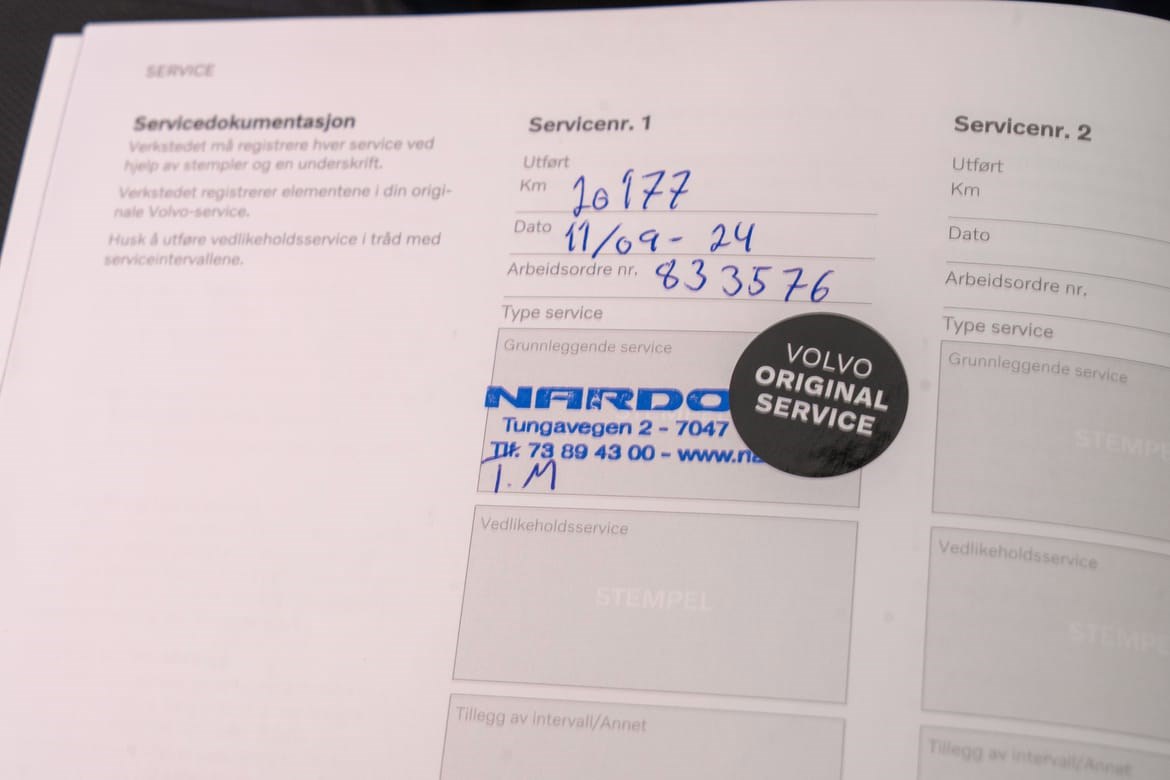 SERVICE
Servicedokumentasjon
Verkstedet må registrere hver service ved
hjelp av stempler og en underskrift.
Verkstedet registrerer elementene i din origi-
nale Volvo-service.
Husk å utføre vedlikeholdsservice i tråd med
serviceintervallene.
Servicenr. 1
Utført
Km 20177
Dato 11/09- 24
Arbeidsordre nr. 833576
Type service
Grunnleggende service
NARDO
Tungavegen 2 - 7047
Tlf. 73 89 43 00 - www.na
I. M
VOLVO
ORIGINAL
SERVICE
Vedlikeholdsservice
STEMPEL
Tillegg av intervall/Annet
Servicenr. 2
Utført
Km
Dato
Arbeidsordre nr.
Type service
Grunnleggende service
STEMPE
Vedlikeholdsservice
STEMPE
Tillegg av intervall/Annet